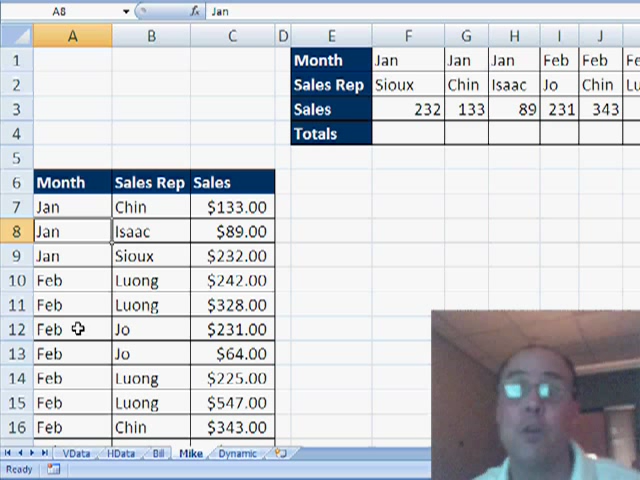 A8 fx Jan
A B C D E F G H I J
1 Month Jan Jan Jan Feb Feb Fe
2 Sales Rep Sioux Chin Isaac Jo Chin Lu
3 Sales 232 133 89 231 343
4 Totals
5
6 Month Sales Rep Sales
7 Jan Chin $133.00
8 Jan Isaac $89.00
9 Jan Sioux $232.00
10 Feb Luong $242.00
11 Feb Luong $328.00
12 Feb Jo $231.00
13 Feb Jo $64.00
14 Feb Luong $225.00
15 Feb Luong $547.00
16 Feb Chin $343.00
VData HData Bill Mike Dynamic
Ready